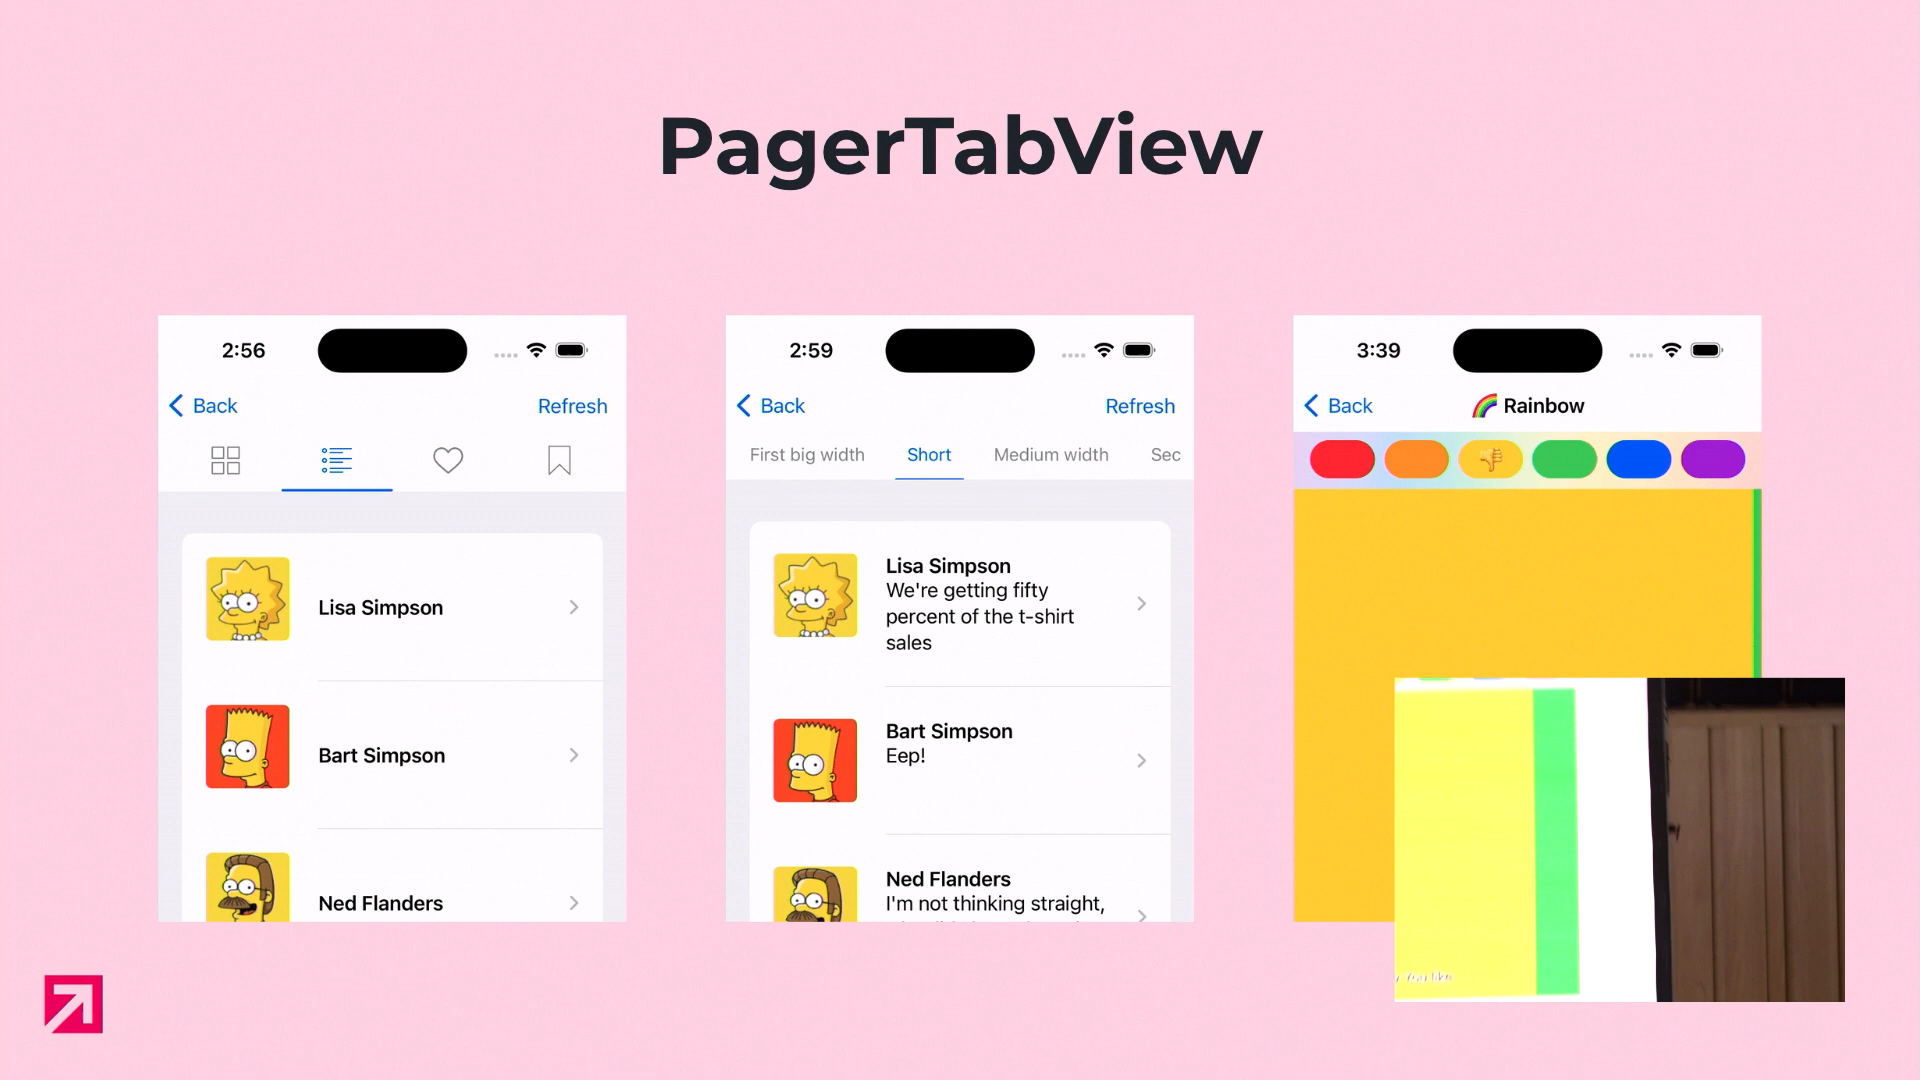 PagerTabView
2:56
Back
Refresh
Lisa Simpson
Bart Simpson
Ned Flanders
2:59
Back
Refresh
First big width
Short
Medium width
Sec
Lisa Simpson
We're getting fifty
percent of the t-shirt
sales
Bart Simpson
Eep!
Ned Flanders
I'm not thinking straight,
3:39
Back
Rainbow
You like